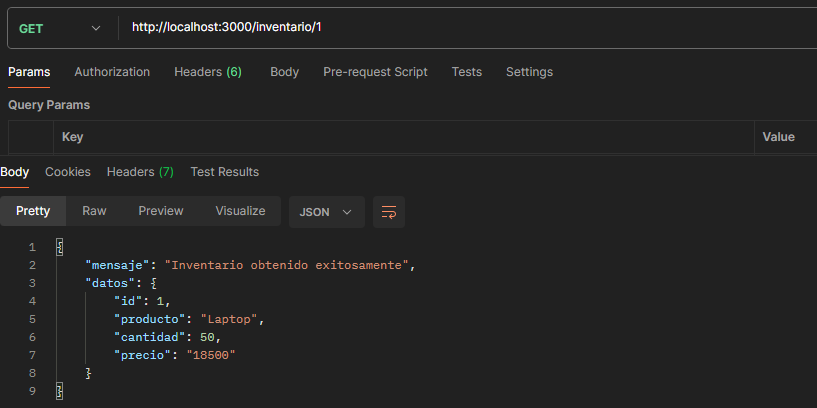 GET http://localhost:3000/inventario/1
Params Authorization Headers (6) Body Pre-request Script Tests Settings
Query Params
Key Value
Body Cookies Headers (7) Test Results
Pretty Raw Preview Visualize JSON
1 {
2 "mensaje": "Inventario obtenido exitosamente",
3 "datos": {
4 "id": 1,
5 "producto": "Laptop",
6 "cantidad": 50,
7 "precio": "18500"
8 }
9 }